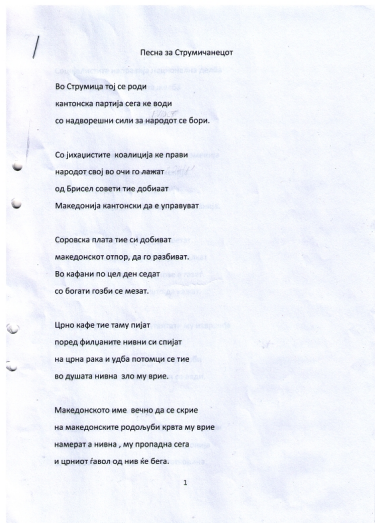 Песна за Струмичанецот
Во Струмица тој се роди
кантонска партија сега ке води
со надворешни сили за народот се бори.
Со јихаџистите коалиција ке прави
народот свој во очи го лажат
од Брисел совети тие добиаат
Македонија кантонски да е управуват
Соровска плата тие си добиват
македонскот отпор, да го разбиват.
Во кафани по цел ден седат
со богати гозби се мезат.
Црно кафе тие таму пијат
поред филџаните нивни си спијат
на црна рака и удба потомци се тие
во душата нивна зло му врие.
Македонското име вечно да се скрие
на македонските родољуби крвта му врие
намерат а нивна , му пропадна сега
и црниот ѓавол од нив ќе бега.
1